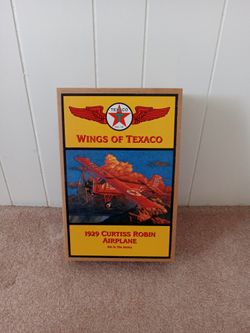 TEXACO
WINGS OF TEXACO
1929 CURTISS ROBIN
AIRPLANE